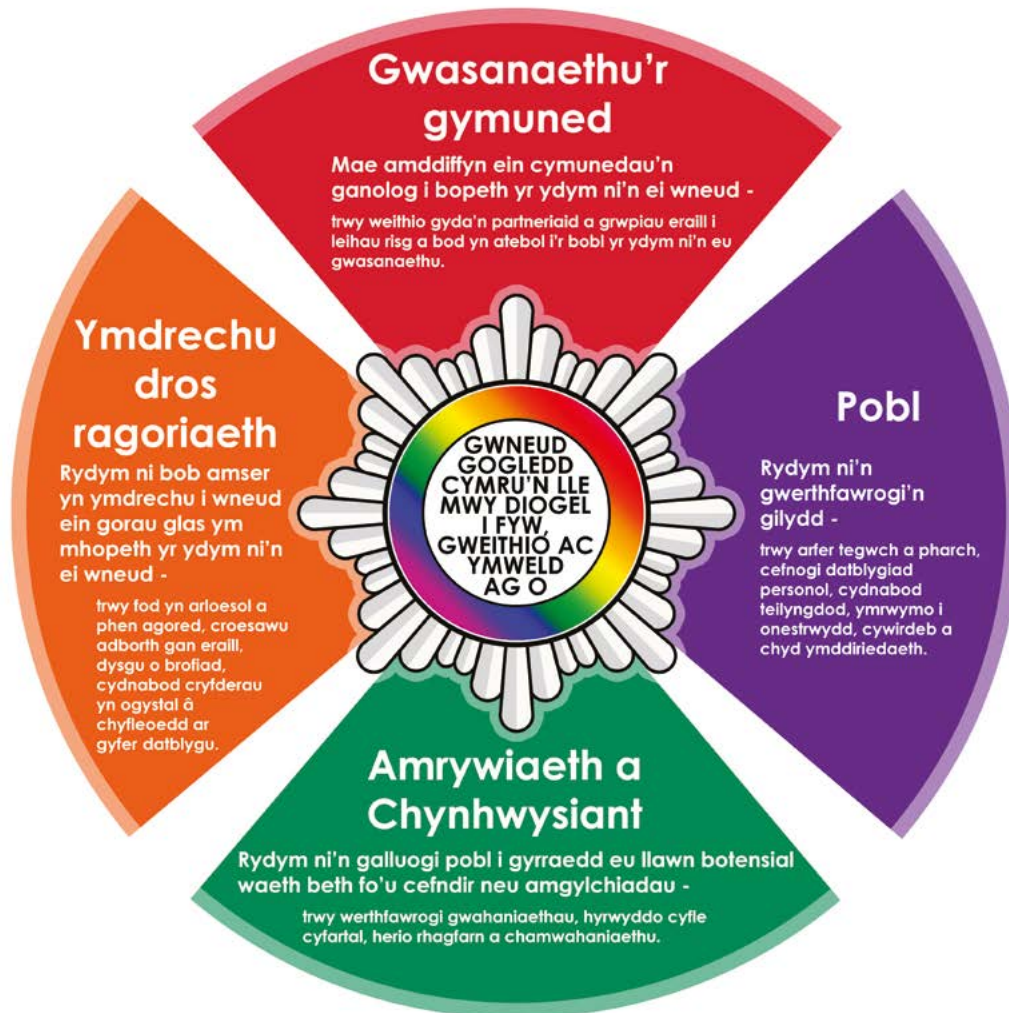 Gwasanaethu'r
gymuned
Mae amddiffyn ein cymunedau'n
ganolog i bopeth yr ydym ni'n ei wneud -
trwy weithio gyda'n partneriaid a grwpiau eraill i
leihau risg a bod yn atebol i'r bobl yr ydym ni'n eu
gwasanaethu.
Ymdrechu
dros
ragoriaeth
Rydym ni bob amser
yn ymdrechu i wneud
ein gorau glas ym
mhopeth yr ydym ni'n
ei wneud -
trwy fod yn arloesol a
phen agored, croesawu
adborth gan eraill,
dysgu o brofiad,
cydnabod cryfderau
yn ogystal â
chyfleoedd ar
gyfer datblygu.
GWNEUD
GOGLEDD
CYMRU'N LLE
MWY DIOGEL
I FYW,
GWEITHIO AC
YMWELD
AG O
Pobl
Rydym ni'n
gwerthfawrogi'n
gilydd -
trwy arfer tegwch a pharch,
cefnogi datblygiad
personol, cydnabod
teilyngdod, ymrwymo i
onestrwydd, cywirdeb a
chyd ymddiriedaeth.
Amrywiaeth a
Chynhwysiant
Rydym ni'n galluogi pobl i gyrraedd eu llawn botensial
waeth beth fo'u cefndir neu amgylchiadau -
trwy werthfawrogi gwahaniaethau, hyrwyddo cyfle
cyfartal, herio rhagfarn a chamwahaniaethu.